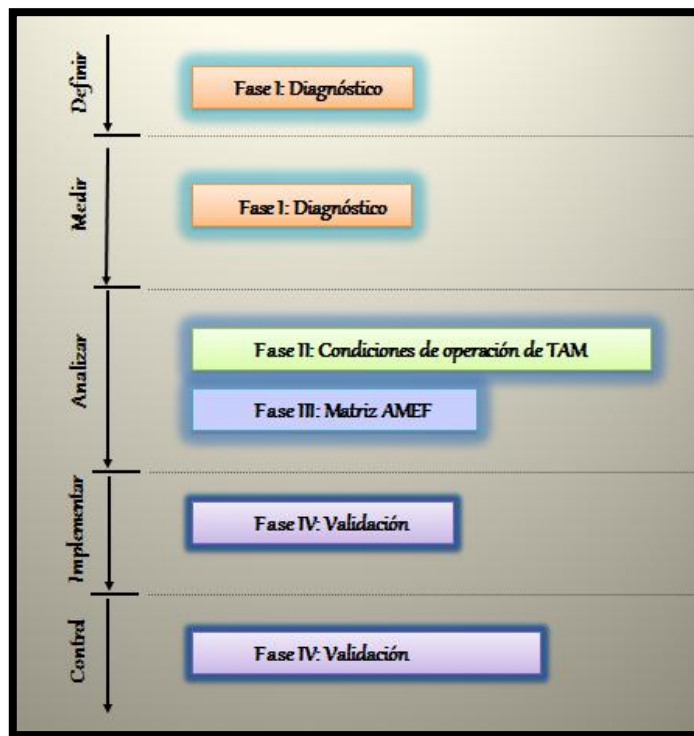 Definir
Fase I: Diagnóstico
Medir
Fase I: Diagnóstico
Analizar
Fase II: Condiciones de operación de TAM
Fase III: Matriz AMEF
Implementar
Fase IV: Validación
Control
Fase IV: Validación